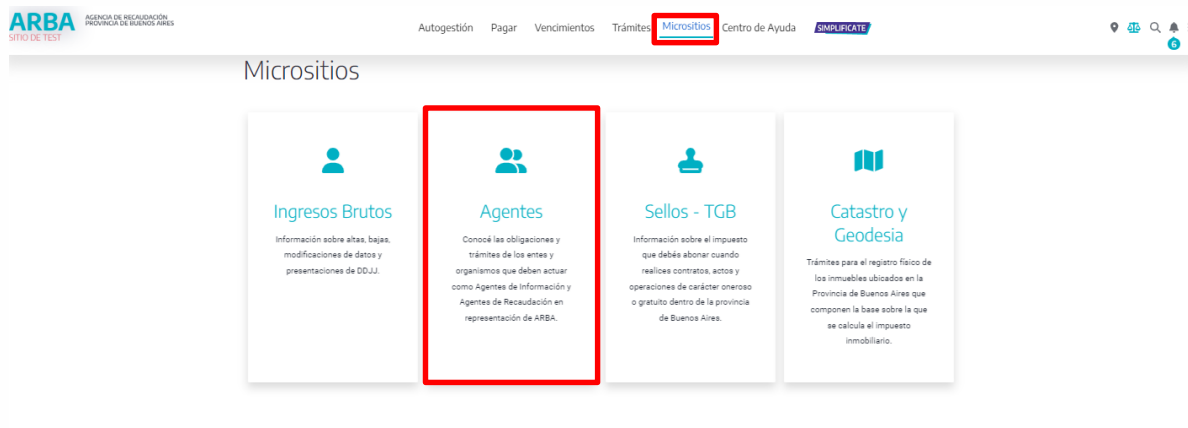 ARBA
AGENCIA DE RECAUDACIÓN
PROVINCIA DE BUENOS AIRES
SITIO DE TEST
Autogestión Pagar Vencimientos Trámites Micrositios Centro de Ayuda SIMPLIFICATE
6
Micrositios
Ingresos Brutos
Información sobre altas, bajas,
modificaciones de datos y
presentaciones de DDJJ.
Agentes
Conocé las obligaciones y
trámites de los entes y
organismos que deben actuar
como Agentes de Información y
Agentes de Recaudación en
representación de ARBA.
Sellos - TGB
Información sobre el impuesto
que debés abonar cuando
realices contratos, actos y
operaciones de carácter oneroso
o gratuito dentro de la provincia
de Buenos Aires.
Catastro y
Geodesia
Trámites para el registro físico de
los inmuebles ubicados en la
Provincia de Buenos Aires que
componen la base sobre la que
se calcula el impuesto
inmobiliario.